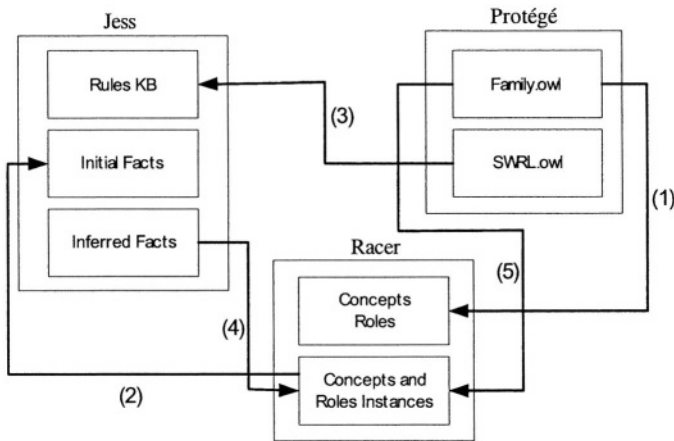 Jess
Protégé
Rules KB
Family.owl
(3)
Initial Facts
SWRL.owl
(1)
Inferred Facts
Racer
(5)
Concepts
Roles
(4)
Concepts and
Roles Instances
(2)